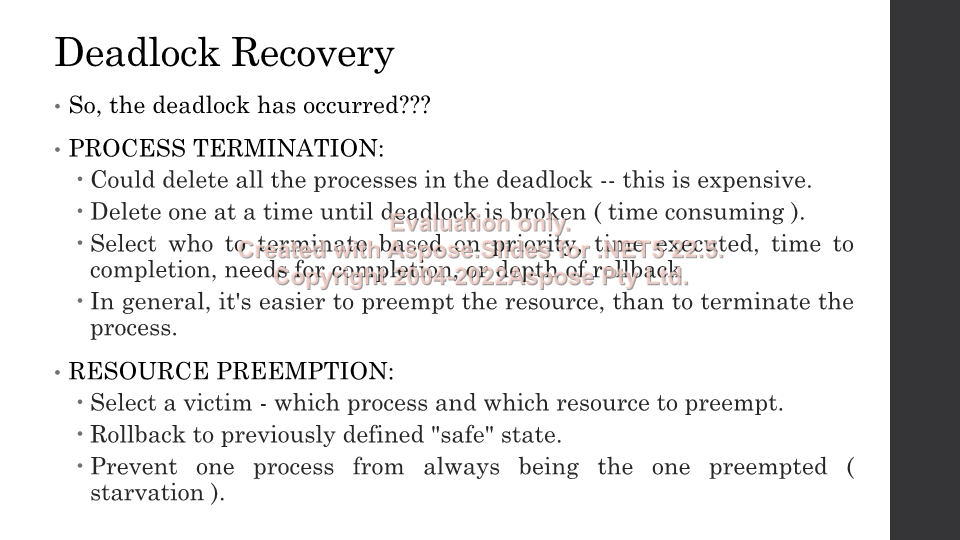 Deadlock Recovery
• So, the deadlock has occurred???
• PROCESS TERMINATION:
• Could delete all the processes in the deadlock -- this is expensive.
• Delete one at a time until deadlock is broken ( time consuming ).
• Select who to terminate based on priority, time executed, time to
completion, needs for completion, or depth of rollback
• In general, it's easier to preempt the resource, than to terminate the
process.
• RESOURCE PREEMPTION:
• Select a victim - which process and which resource to preempt.
• Rollback to previously defined "safe" state.
• Prevent one process from always being the one preempted (
starvation ).
Evaluation only.
Created with Aspose.Slides for .NET5 22.5.
Copyright 2004-2022Aspose Pty Ltd.